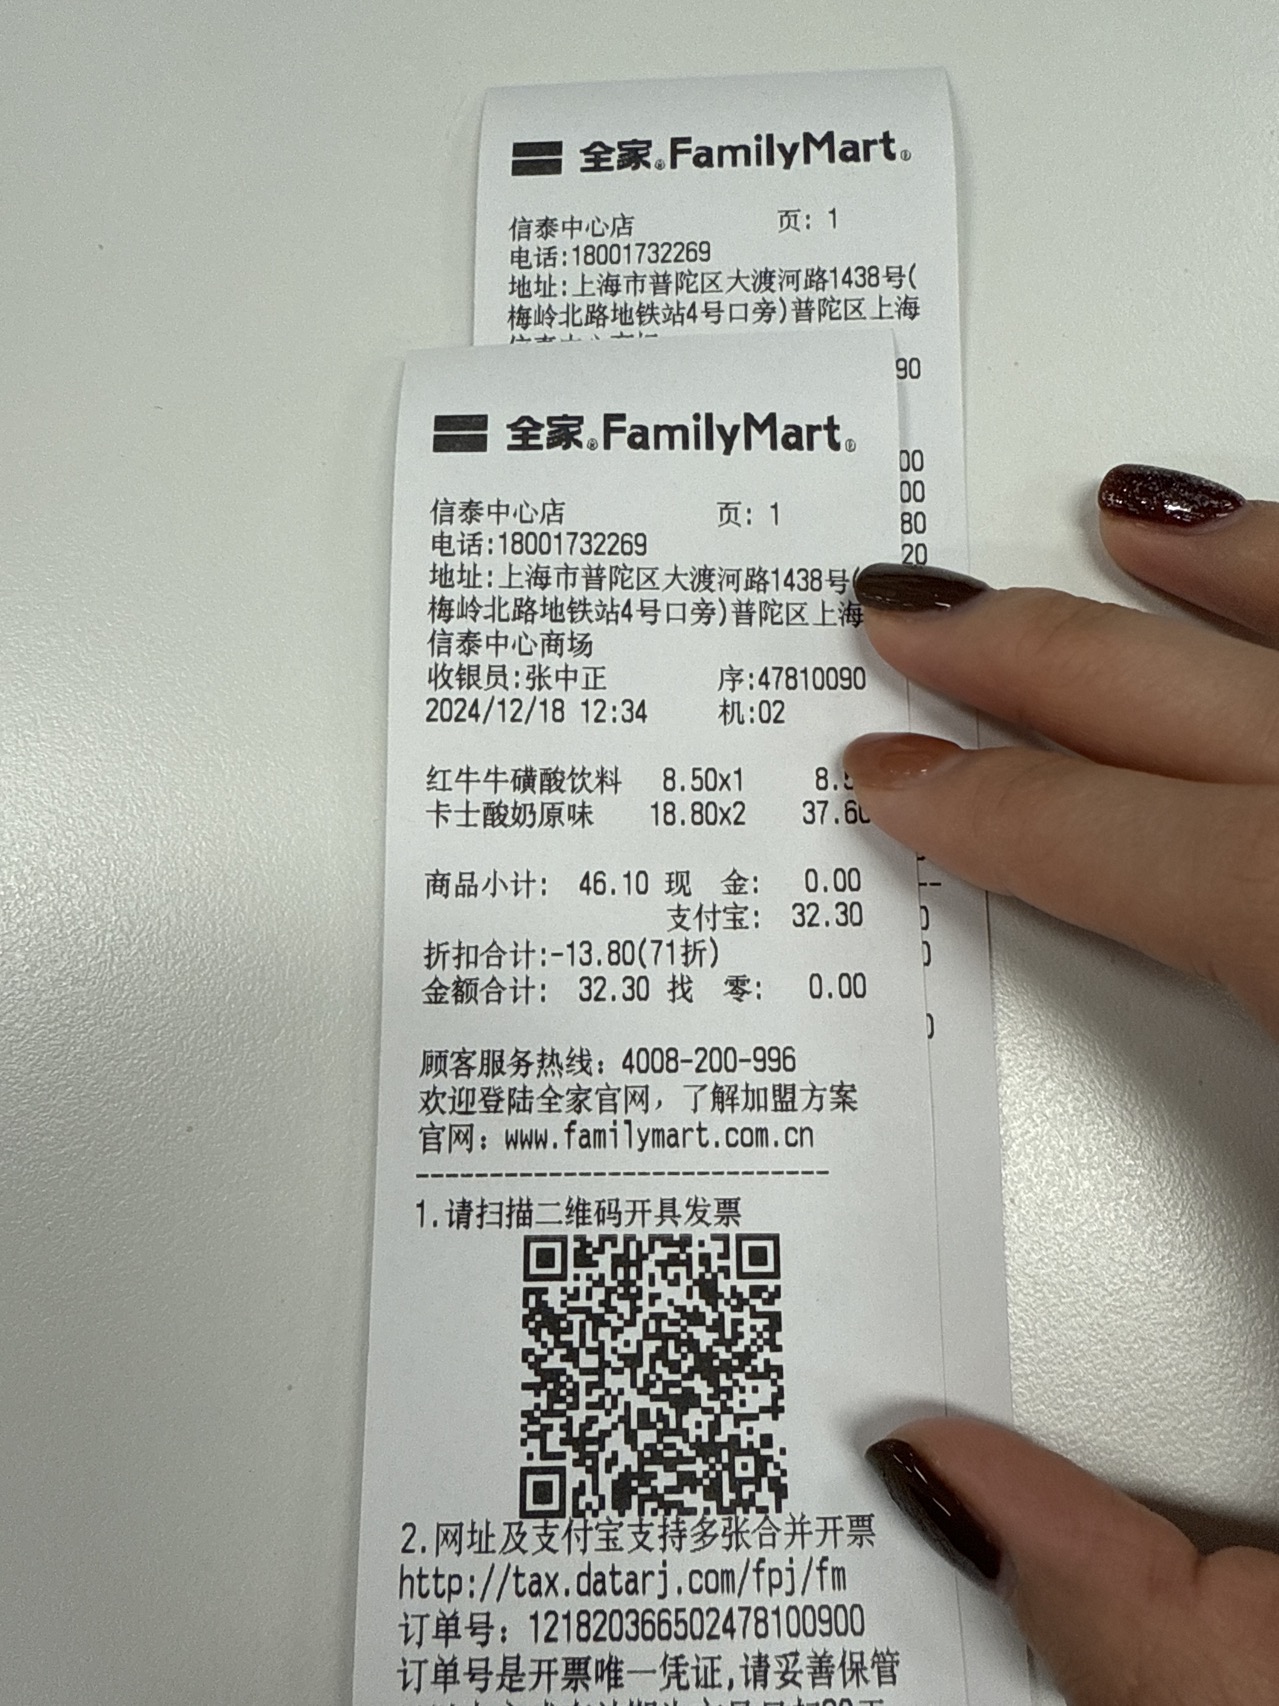 全家® FamilyMart®
信泰中心店 页: 1
电话:18001732269
地址:上海市普陀区大渡河路1438号(
梅岭北路地铁站4号口旁)普陀区上海
90
00
00
80
20
全家® FamilyMart®
信泰中心店 页: 1
电话:18001732269
地址:上海市普陀区大渡河路1438号(
梅岭北路地铁站4号口旁)普陀区上海
信泰中心商场
收银员:张中正 序:47810090
2024/12/18 12:34 机:02
红牛牛磺酸饮料 8.50x1 8.5
卡士酸奶原味 18.80x2 37.60
商品小计: 46.10 现 金: 0.00
支付宝: 32.30
折扣合计:-13.80(71折)
金额合计: 32.30 找 零: 0.00
顾客服务热线: 4008-200-996
欢迎登陆全家官网，了解加盟方案
官网: www.familymart.com.cn
----------------------------
1.请扫描二维码开具发票
2.网址及支付宝支持多张合并开票
http://tax.datarj.com/fpj/fm
订单号: 121820366502478100900
订单号是开票唯一凭证,请妥善保管